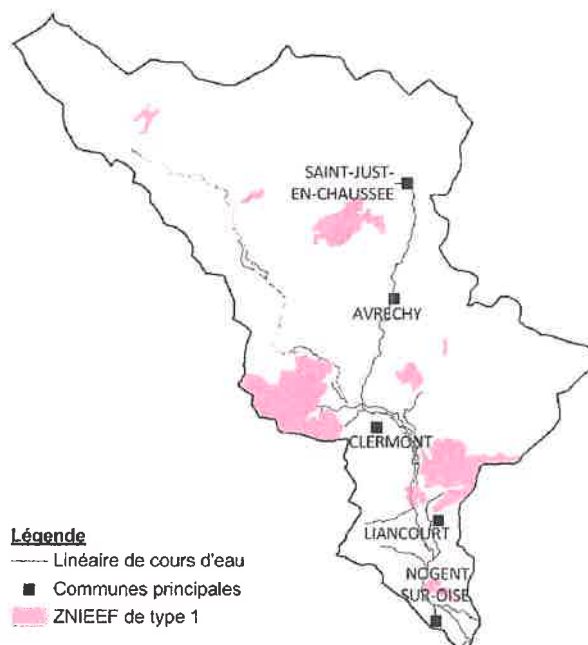 SAINT-JUST-
EN-CHAUSSEE
AVRECHY
CLERMONT
LIANCOURT
NOGENT
SUR-OISE
Légende
Linéaire de cours d'eau
Communes principales
ZNIEEF de type 1